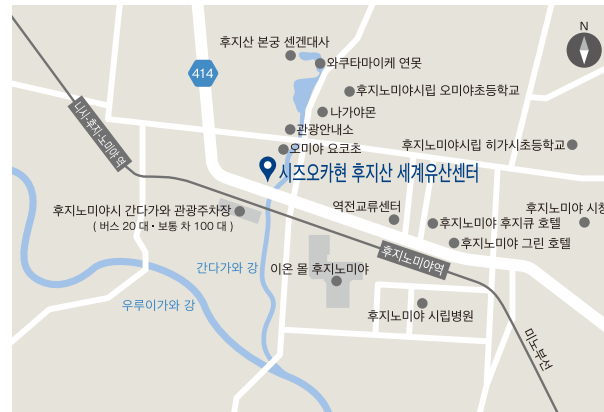 N
후지산 본궁 센겐대사
와쿠타마이케 연못
414
후지노미야시립 오미야초등학교
나가야몬
관광안내소
니시-후지-노미야역
오미야 요코초
후지노미야시립 히가시초등학교
시즈오카현 후지산 세계유산센터
후지노미야시 간다가와 관광주차장
( 버스 20 대・보통 차 100 대 )
역전교류센터
후지노미야 시청
후지노미야 후지큐 호텔
후지노미야 그린 호텔
후지노미야역
간다가와 강
이온 몰 후지노미야
우루이가와 강
후지노미야 시립병원
미노부선